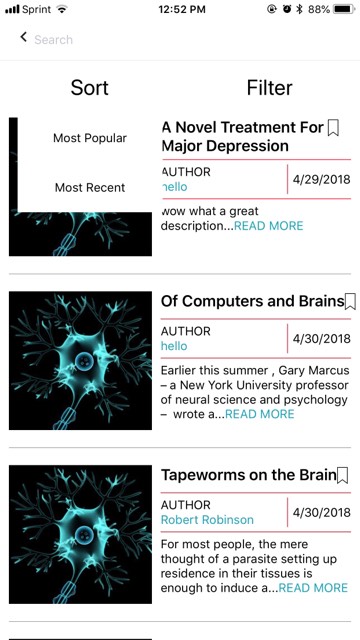 Sprint 12:52 PM 88%
Search
Sort Filter
Most Popular
Most Recent
A Novel Treatment For
Major Depression
AUTHOR
hello
4/29/2018
wow what a great
description...READ MORE
Of Computers and Brains
AUTHOR
hello
4/30/2018
Earlier this summer , Gary Marcus
– a New York University professor
of neural science and psychology
– wrote a...READ MORE
Tapeworms on the Brain
AUTHOR
Robert Robinson
4/30/2018
For most people, the mere
thought of a parasite setting up
residence in their tissues is
enough to induce a...READ MORE